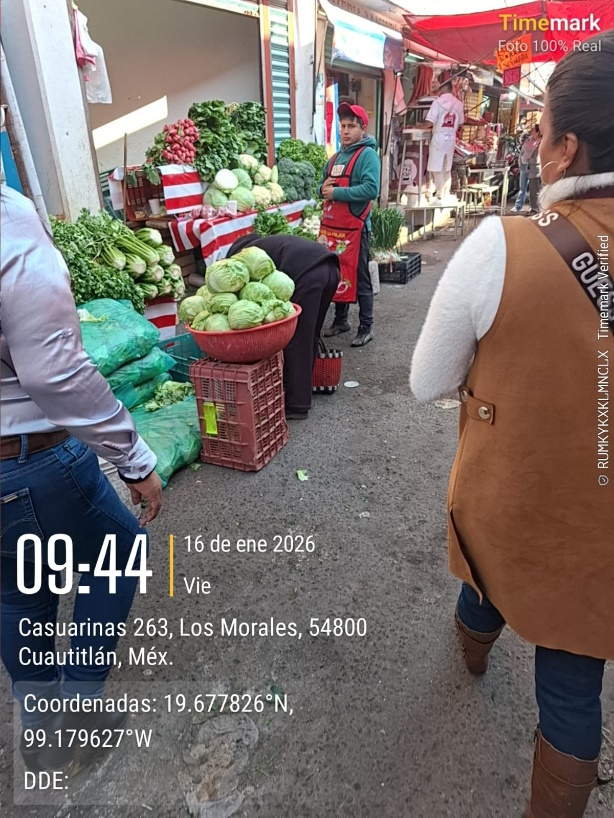 Timemark
Foto 100% Real
GUESS
RUMKYKXKLMNCLX Timemark Verified
09:44
16 de ene 2026
Vie
Casuarinas 263, Los Morales, 54800
Cuautitlán, Méx.
Coordenadas: 19.677826°N,
99.179627°W
DDE: